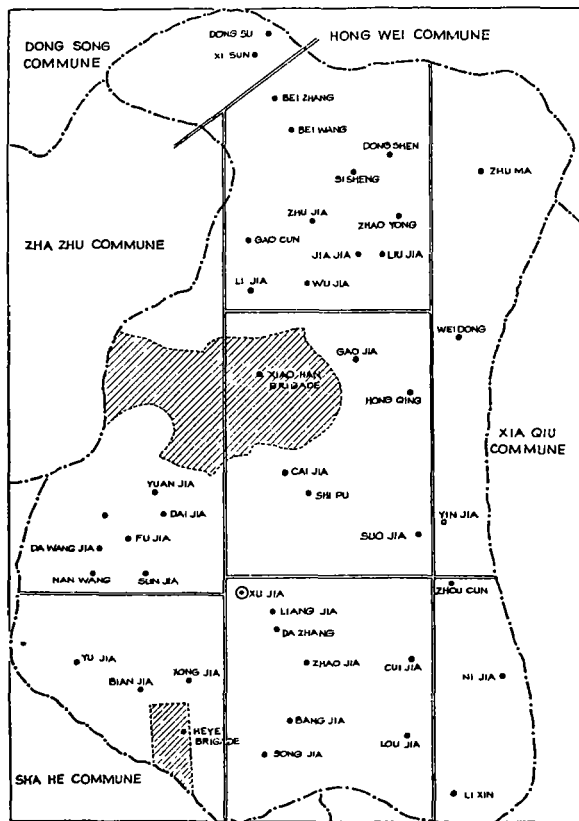 DONG SONG
COMMUNE
DONG SU
XI SUN
HONG WEI COMMUNE
BEI ZHANG
BEI WANG
DONG SHEN
SI SHENG
ZHU MA
ZHU JIA
ZHAO YONG
ZHA ZHU COMMUNE
GAO CUN
JIA JIA
LIU JIA
LI JIA
WU JIA
WEI DONG
GAO JIA
XIAO HAN
BRIGADE
HONG QING
XIA QIU
COMMUNE
CAI JIA
YUAN JIA
SHI PU
DAI JIA
YIN JIA
FU JIA
SUO JIA
DA WANG JIA
NAN WANG
SUN JIA
ZHOU CUN
XU JIA
LIANG JIA
DA ZHANG
YU JIA
XONG JIA
ZHAO JIA
CUI JIA
BIAN JIA
NI JIA
HEYE
BRIGADE
BANG JIA
LOU JIA
SONG JIA
SHA HE COMMUNE
LI XIN